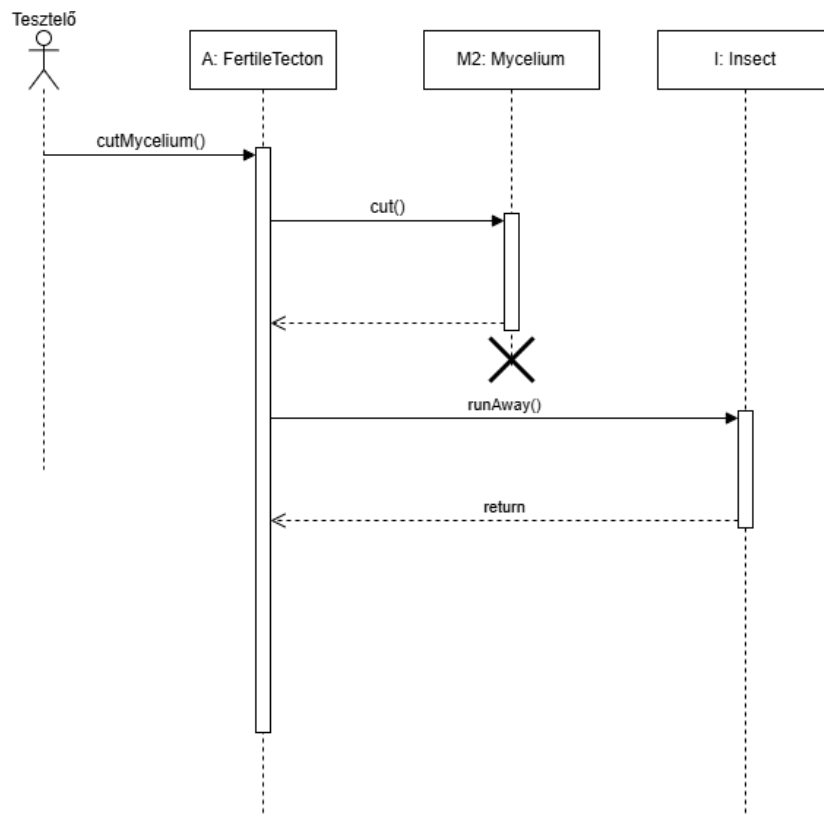 Tesztelő
A: FertileTecton
M2: Mycelium
I: Insect
cutMycelium()
cut()
runAway()
return